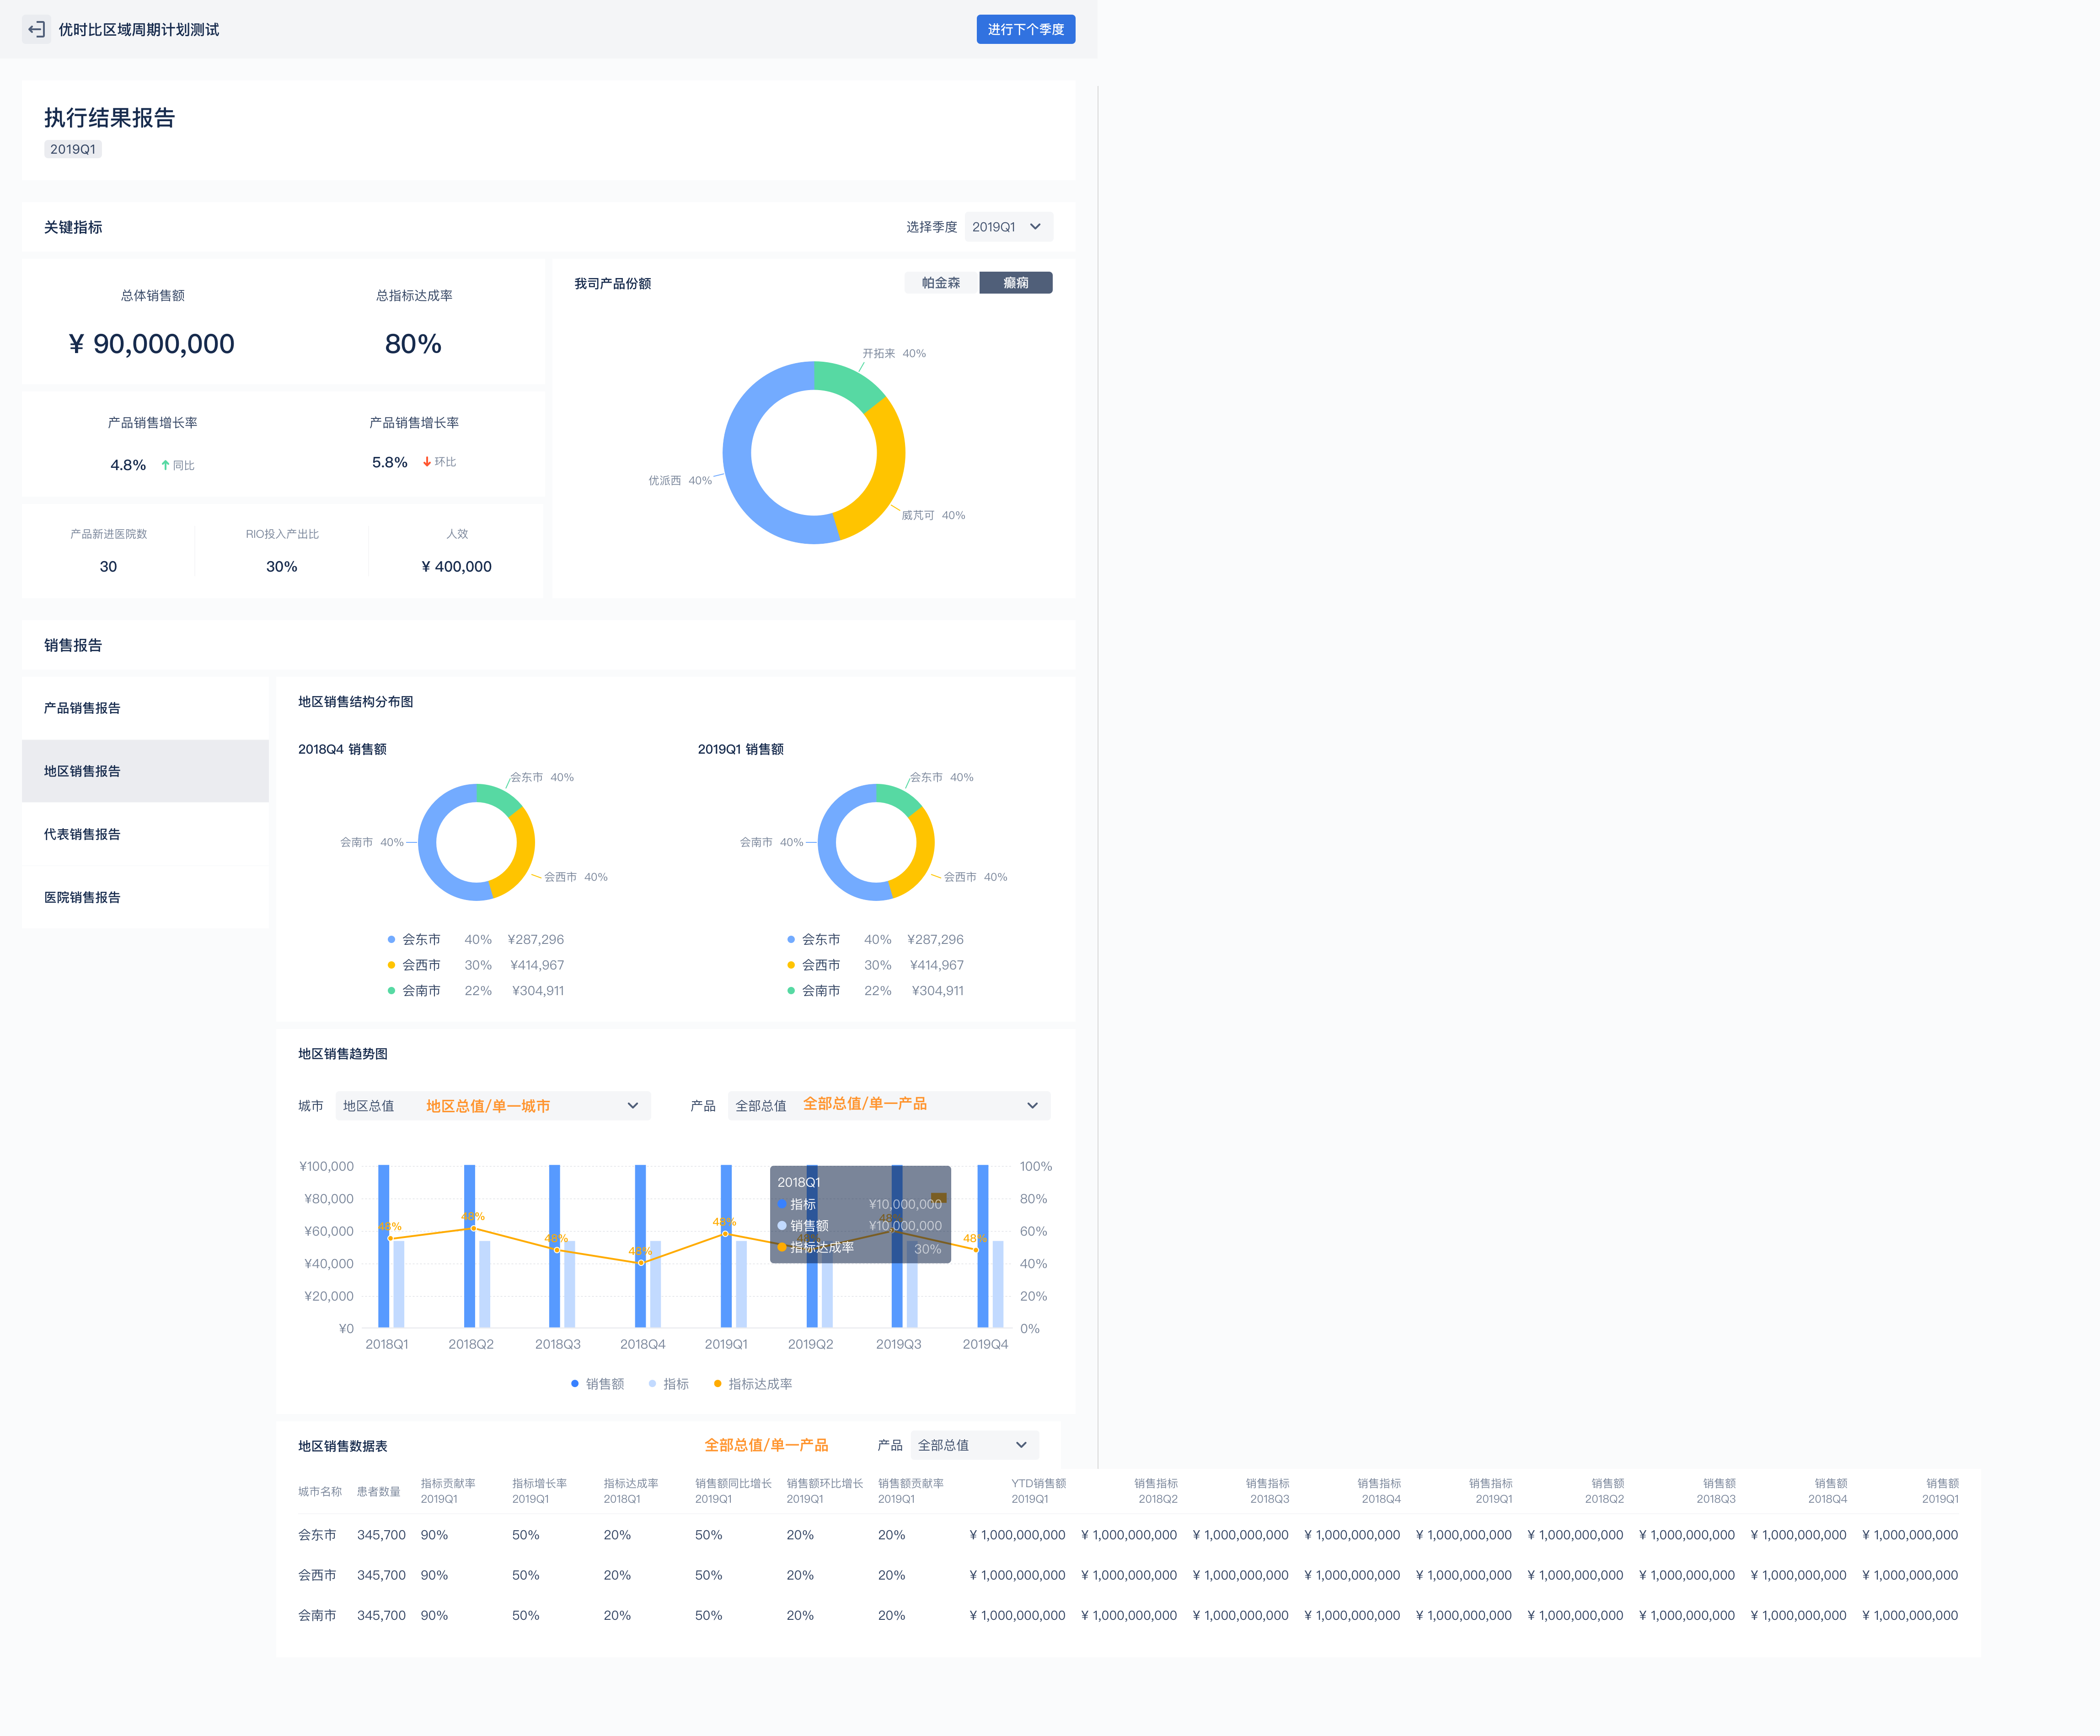 优时比区域周期计划测试
进行下个季度
执行结果报告
2019Q1
关键指标
选择季度 2019Q1
总体销售额 总指标达成率
¥ 90,000,000 80%
产品销售增长率 产品销售增长率
4.8% 同比 5.8% 环比
产品新进医院数 RIO投入产出比 人效
30 30% ¥ 400,000
我司产品份额
帕金森 癫痫
开拓来 40%
优派西 40%
威芃可 40%
销售报告
产品销售报告
地区销售报告
代表销售报告
医院销售报告
地区销售结构分布图
2018Q4 销售额
会东市 40%
会南市 40%
会西市 40%
会东市 40% ¥287,296
会西市 30% ¥414,967
会南市 22% ¥304,911
2019Q1 销售额
会东市 40%
会南市 40%
会西市 40%
会东市 40% ¥287,296
会西市 30% ¥414,967
会南市 22% ¥304,911
地区销售趋势图
城市 地区总值 地区总值/单一城市 产品 全部总值 全部总值/单一产品
¥100,000 100%
¥80,000 80%
¥60,000 60%
¥40,000 40%
¥20,000 20%
¥0 0%
48% 48% 48% 48% 48% 48% 48%
2018Q1
指标 ¥10,000,000
销售额 ¥10,000,000
指标达成率 30%
2018Q1 2018Q2 2018Q3 2018Q4 2019Q1 2019Q2 2019Q3 2019Q4
销售额 指标 指标达成率
地区销售数据表 全部总值/单一产品 产品 全部总值
城市名称 患者数量 指标贡献率 指标增长率 指标达成率 销售额同比增长 销售额环比增长 销售额贡献率 YTD销售额 销售指标 销售指标 销售指标 销售指标 销售额 销售额 销售额 销售额
2019Q1 2019Q1 2018Q1 2019Q1 2019Q1 2019Q1 2019Q1 2018Q2 2018Q3 2018Q4 2019Q1 2018Q2 2018Q3 2018Q4 2019Q1
会东市 345,700 90% 50% 20% 50% 20% 20% ¥ 1,000,000,000 ¥ 1,000,000,000 ¥ 1,000,000,000 ¥ 1,000,000,000 ¥ 1,000,000,000 ¥ 1,000,000,000 ¥ 1,000,000,000 ¥ 1,000,000,000 ¥ 1,000,000,000
会西市 345,700 90% 50% 20% 50% 20% 20% ¥ 1,000,000,000 ¥ 1,000,000,000 ¥ 1,000,000,000 ¥ 1,000,000,000 ¥ 1,000,000,000 ¥ 1,000,000,000 ¥ 1,000,000,000 ¥ 1,000,000,000 ¥ 1,000,000,000
会南市 345,700 90% 50% 20% 50% 20% 20% ¥ 1,000,000,000 ¥ 1,000,000,000 ¥ 1,000,000,000 ¥ 1,000,000,000 ¥ 1,000,000,000 ¥ 1,000,000,000 ¥ 1,000,000,000 ¥ 1,000,000,000 ¥ 1,000,000,000